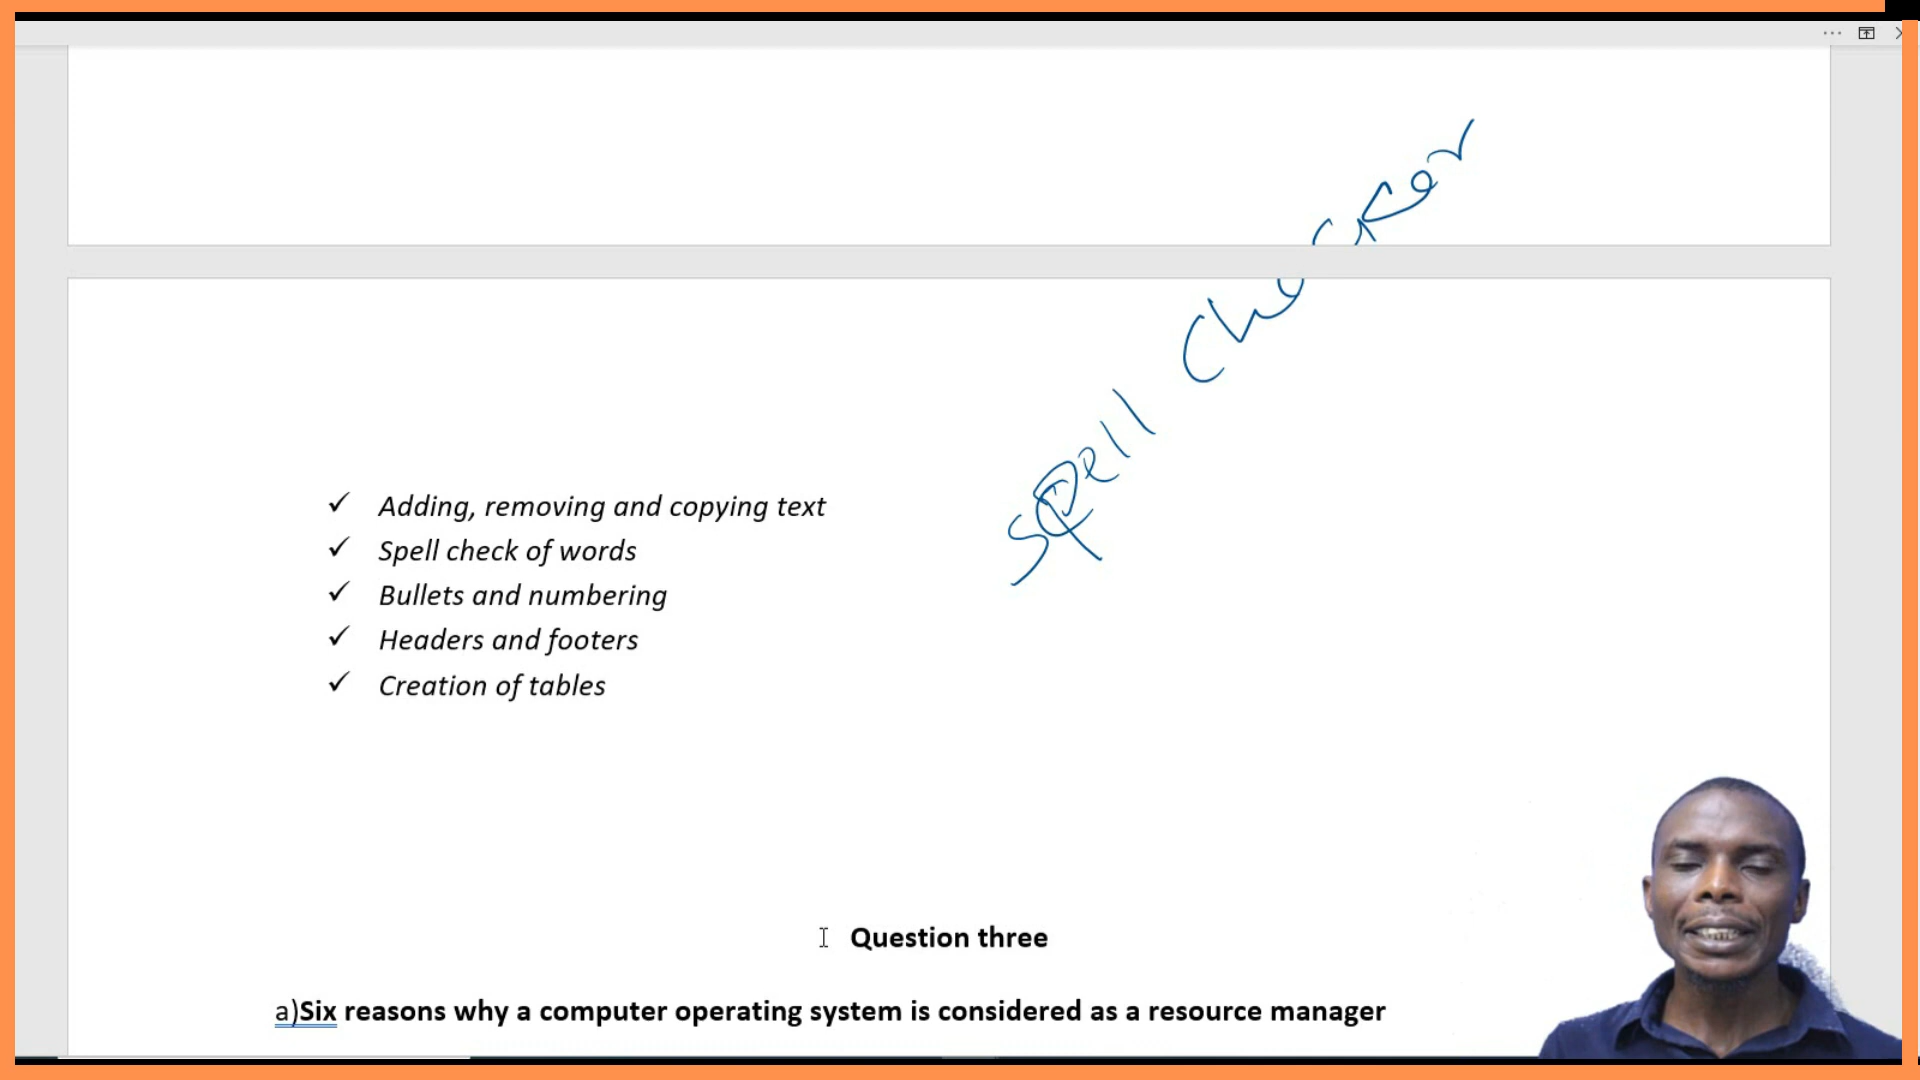 Spell Checker
✓ Adding, removing and copying text
✓ Spell check of words
✓ Bullets and numbering
✓ Headers and footers
✓ Creation of tables
Question three
a)Six reasons why a computer operating system is considered as a resource manager